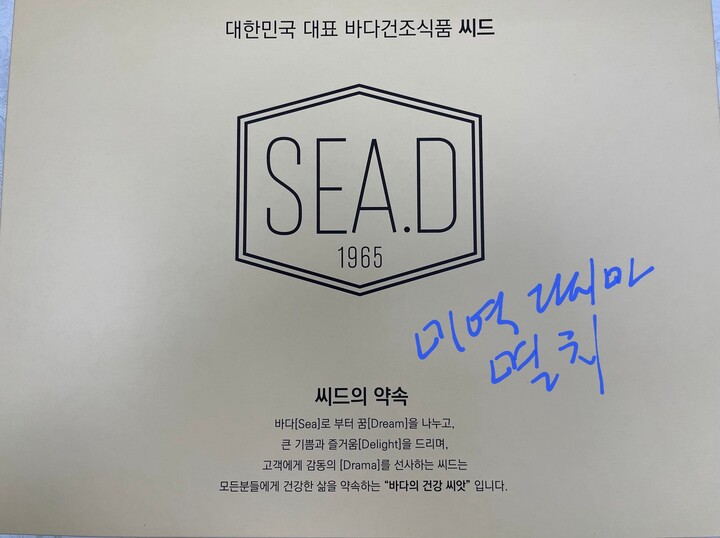 대한민국 대표 바다건조식품 씨드
SEA.D
1965
미역 다시마
멸치
씨드의 약속
바다[Sea]로 부터 꿈[Dream]을 나누고,
큰 기쁨과 즐거움[Delight]을 드리며,
고객에게 감동의 [Drama]를 선사하는 씨드는
모든분들에게 건강한 삶을 약속하는 “바다의 건강 씨앗” 입니다.